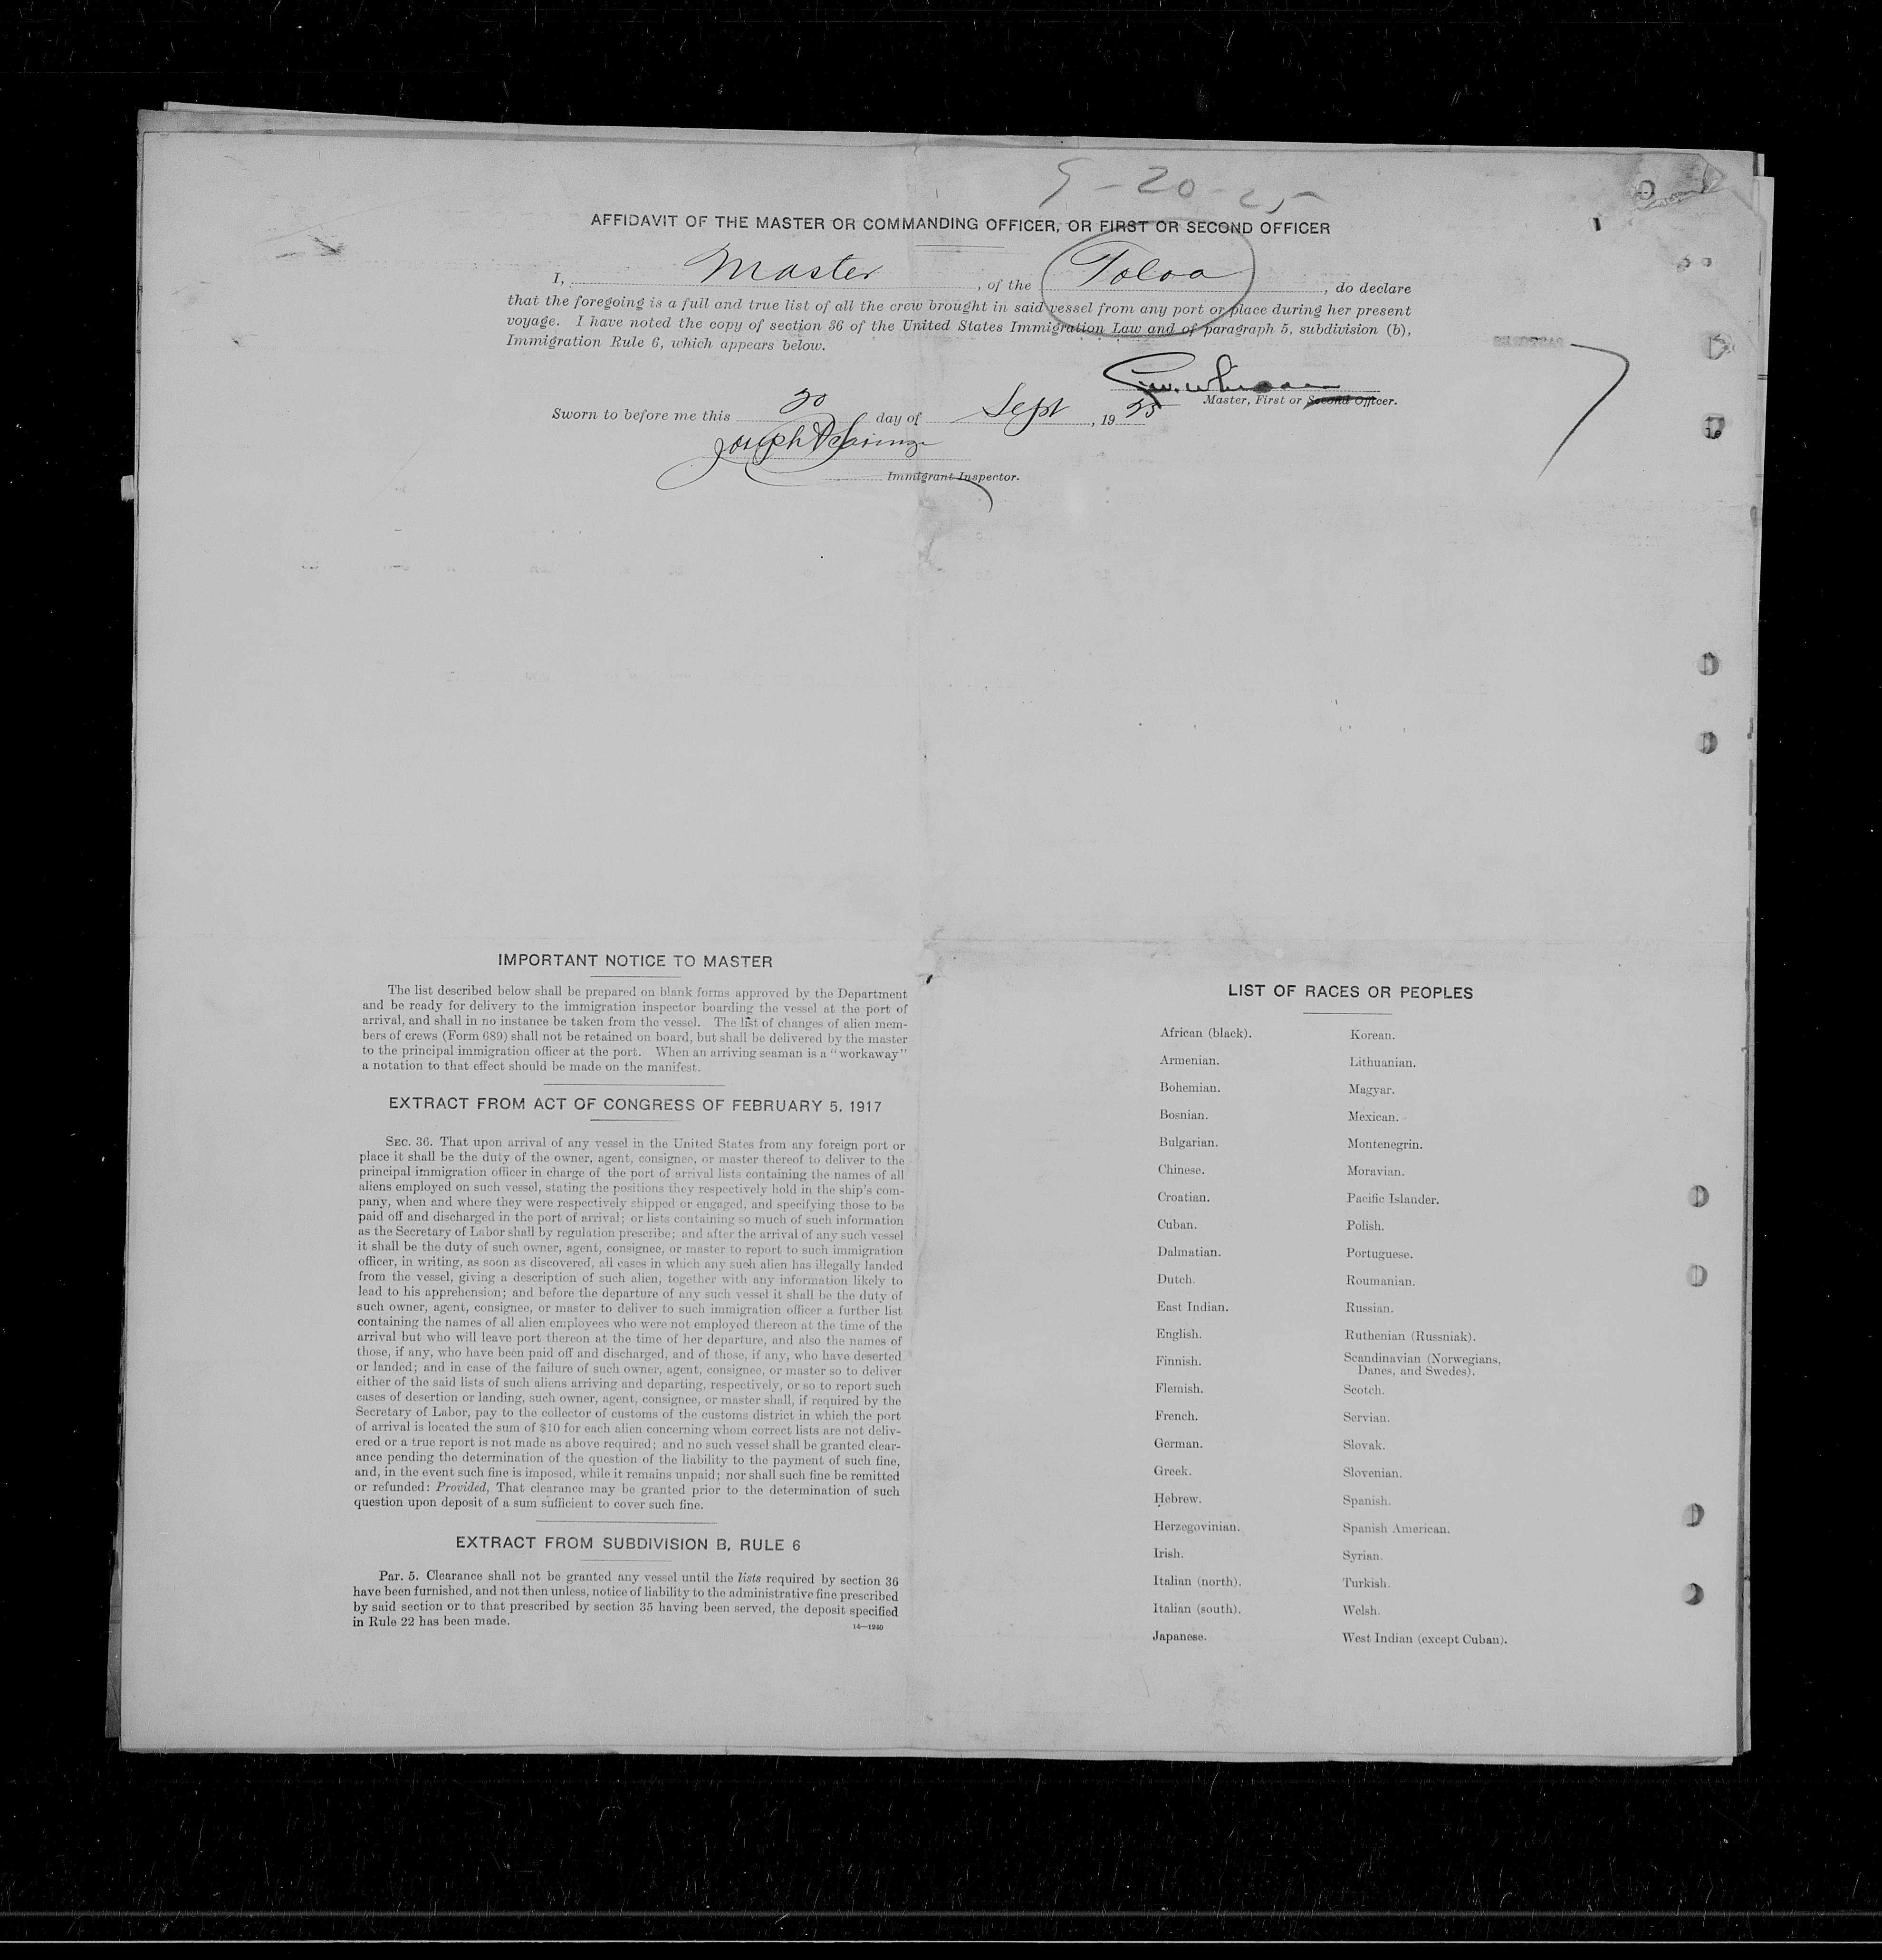 9-20-25
AFFIDAVIT OF THE MASTER OR COMMANDING OFFICER, OR FIRST OR SECOND OFFICER
I, Master, of the Toloa, do declare
that the foregoing is a full and true list of all the crew brought in said vessel from any port or place during her present
voyage. I have noted the copy of section 36 of the United States Immigration Law and of paragraph 5, subdivision (b),
Immigration Rule 6, which appears below.
Master, First or Second Officer.
Sworn to before me this 20 day of Sept, 1925
Joseph
Immigrant Inspector.
IMPORTANT NOTICE TO MASTER
The list described below shall be prepared on blank forms approved by the Department
and be ready for delivery to the immigration inspector boarding the vessel at the port of
arrival, and shall in no instance be taken from the vessel. The list of changes of alien mem-
bers of crews (Form 689) shall not be retained on board, but shall be delivered by the master
to the principal immigration officer at the port. When an arriving seaman is a "workaway"
a notation to that effect should be made on the manifest.
EXTRACT FROM ACT OF CONGRESS OF FEBRUARY 5, 1917
SEC. 36. That upon arrival of any vessel in the United States from any foreign port or
place it shall be the duty of the owner, agent, consignee, or master thereof to deliver to the
principal immigration officer in charge of the port of arrival lists containing the names of all
aliens employed on such vessel, stating the positions they respectively hold in the ship's com-
pany, when and where they were respectively shipped or engaged, and specifying those to be
paid off and discharged in the port of arrival; or lists containing so much of such information
as the Secretary of Labor shall by regulation prescribe; and after the arrival of any such vessel
it shall be the duty of such owner, agent, consignee, or master to report to such immigration
officer, in writing, as soon as discovered, all cases in which any such alien has illegally landed
from the vessel, giving a description of such alien, together with any information likely to
lead to his apprehension; and before the departure of any such vessel it shall be the duty of
such owner, agent, consignee, or master to deliver to such immigration officer a further list
containing the names of all alien employees who were not employed thereon at the time of the
arrival but who will leave port thereon at the time of her departure, and also the names of
those, if any, who have been paid off and discharged, and of those, if any, who have deserted
or landed; and in case of the failure of such owner, agent, consignee, or master so to deliver
either of the said lists of such aliens arriving and departing, respectively, or so to report such
cases of desertion or landing, such owner, agent, consignee, or master shall, if required by the
Secretary of Labor, pay to the collector of customs of the customs district in which the port
of arrival is located the sum of $10 for each alien concerning whom correct lists are not deliv-
ered or a true report is not made as above required; and no such vessel shall be granted clear-
ance pending the determination of the question of the liability to the payment of such fine,
and, in the event such fine is imposed, while it remains unpaid; nor shall such fine be remitted
or refunded: Provided, That clearance may be granted prior to the determination of such
question upon deposit of a sum sufficient to cover such fine.
EXTRACT FROM SUBDIVISION B, RULE 6
Par. 5. Clearance shall not be granted any vessel until the lists required by section 36
have been furnished, and not then unless, notice of liability to the administrative fine prescribed
by said section or to that prescribed by section 35 having been served, the deposit specified
in Rule 22 has been made.
14—1240
LIST OF RACES OR PEOPLES
African (black).
Armenian.
Bohemian.
Bosnian.
Bulgarian.
Chinese.
Croatian.
Cuban.
Dalmatian.
Dutch.
East Indian.
English.
Finnish.
Flemish.
French.
German.
Greek.
Hebrew.
Herzegovinian.
Irish.
Italian (north).
Italian (south).
Japanese.
Korean.
Lithuanian.
Magyar.
Mexican.
Montenegrin.
Moravian.
Pacific Islander.
Polish.
Portuguese.
Roumanian.
Russian.
Ruthenian (Russniak).
Scandinavian (Norwegians,
Danes, and Swedes).
Scotch.
Servian.
Slovak.
Slovenian.
Spanish.
Spanish American.
Syrian.
Turkish.
Welsh.
West Indian (except Cuban).